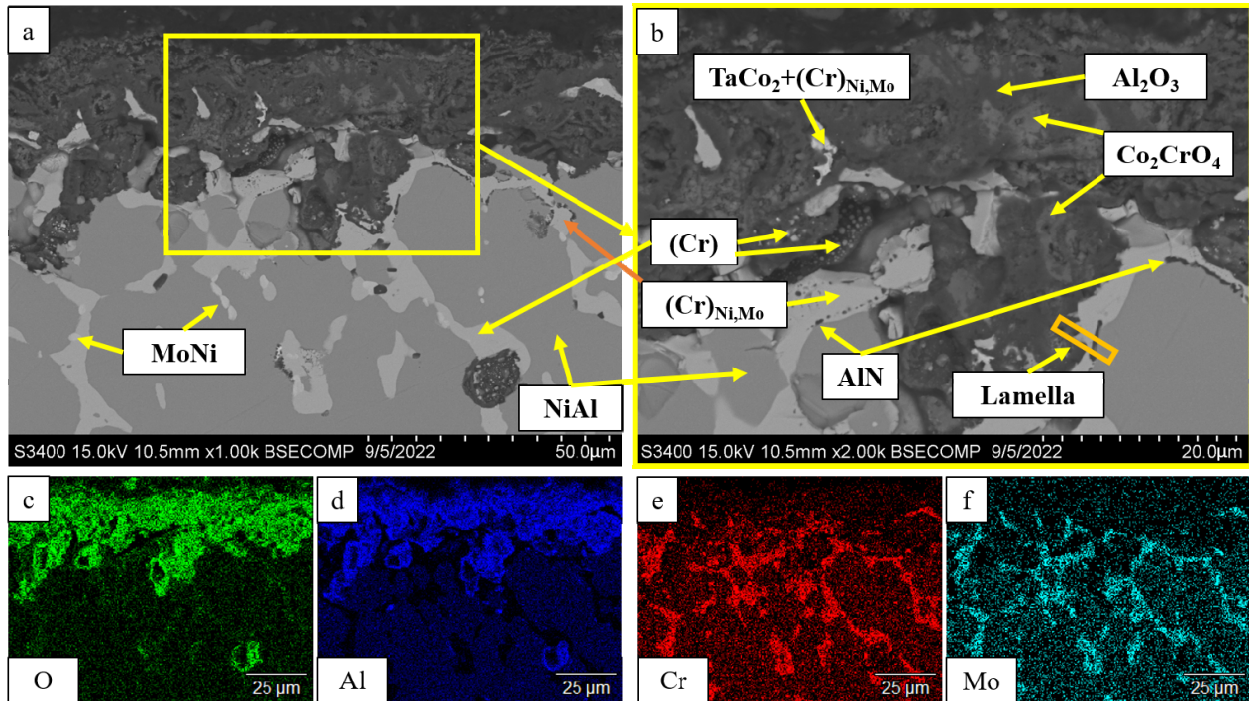 a
b
TaCo₂+(Cr)Ni,Mo
Al₂O₃
Co₂CrO₄
(Cr)
(Cr)Ni,Mo
MoNi
NiAl
AlN
Lamella
S3400 15.0kV 10.5mm x1.00k BSECOMP 9/5/2022 50.0μm
S3400 15.0kV 10.5mm x2.00k BSECOMP 9/5/2022 20.0μm
c
d
e
f
O
25 μm
Al
25 μm
Cr
25 μm
Mo
25 μm